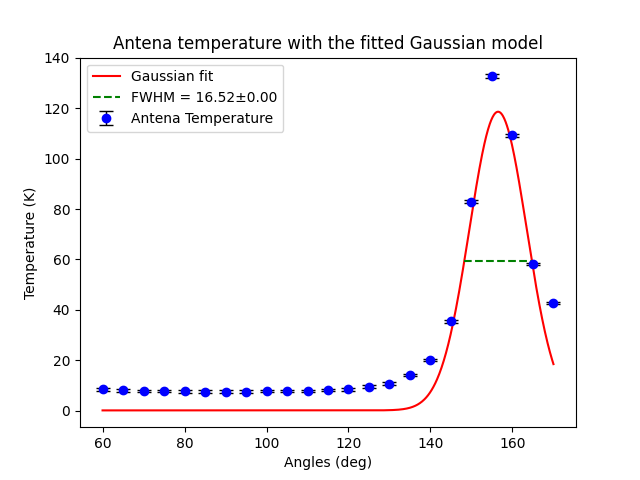 Antena temperature with the fitted Gaussian model
Gaussian fit
FWHM = 16.52±0.00
Antena Temperature
Temperature (K)
140
120
100
80
60
40
20
0
60
80
100
120
140
160
Angles (deg)